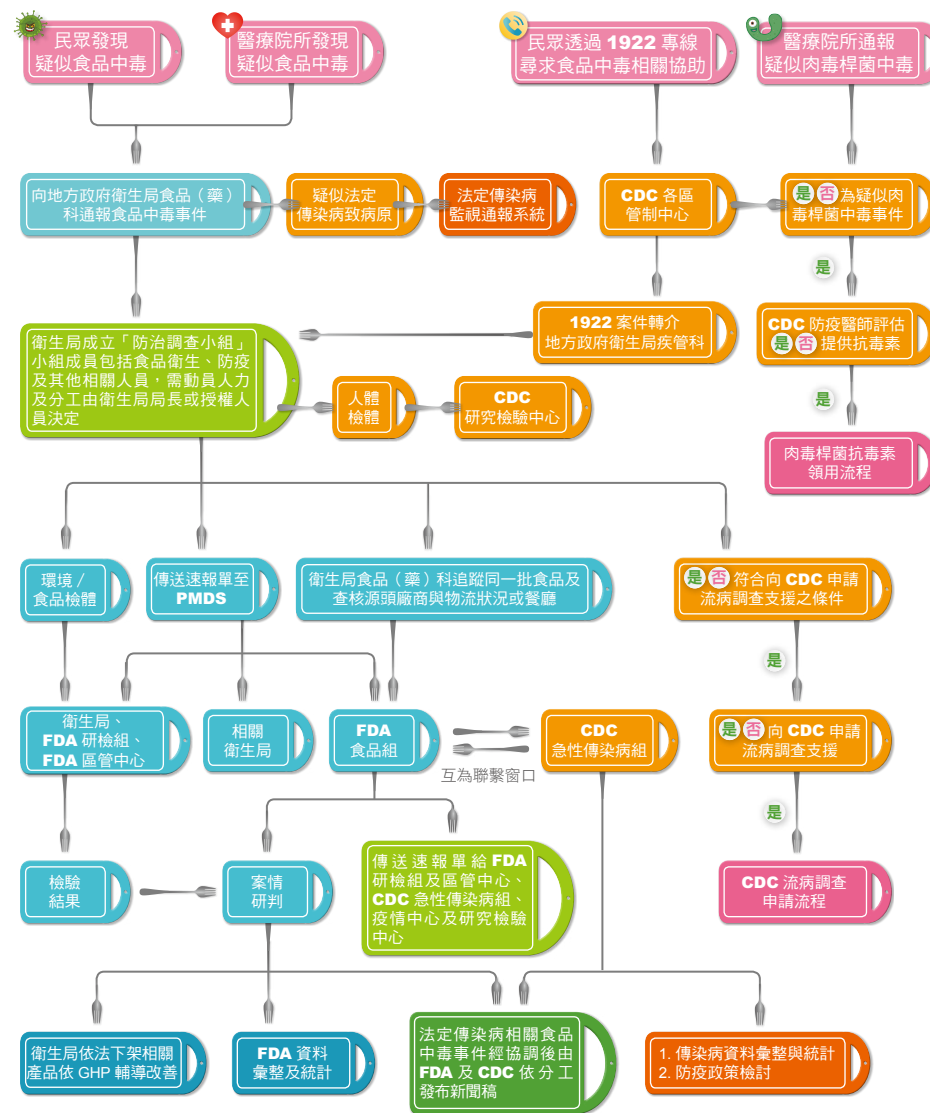 民眾發現
疑似食品中毒
醫療院所發現
疑似食品中毒
民眾透過 1922 專線
尋求食品中毒相關協助
醫療院所通報
疑似肉毒桿菌中毒
向地方政府衛生局食品（藥）
科通報食品中毒事件
疑似法定
傳染病致病原
法定傳染病
監視通報系統
CDC 各區
管制中心
是 否 為疑似肉
毒桿菌中毒事件
是
衛生局成立「防治調查小組」
小組成員包括食品衛生、防疫
及其他相關人員，需動員人力
及分工由衛生局局長或授權人
員決定
1922 案件轉介
地方政府衛生局疾管科
CDC 防疫醫師評估
是 否 提供抗毒素
人體
檢體
CDC
研究檢驗中心
是
肉毒桿菌抗毒素
領用流程
環境／
食品檢體
傳送速報單至
PMDS
衛生局食品（藥）科追蹤同一批食品及
查核源頭廠商與物流狀況或餐廳
是 否 符合向 CDC 申請
流病調查支援之條件
是
衛生局、
FDA 研檢組、
FDA 區管中心
相關
衛生局
FDA
食品組
互為聯繫窗口
CDC
急性傳染病組
是 否 向 CDC 申請
流病調查支援
是
檢驗
結果
案情
研判
傳送速報單給 FDA
研檢組及區管中心、
CDC 急性傳染病組、
疫情中心及研究檢驗
中心
CDC 流病調查
申請流程
衛生局依法下架相關
產品依 GHP 輔導改善
FDA 資料
彙整及統計
法定傳染病相關食品
中毒事件經協調後由
FDA 及 CDC 依分工
發布新聞稿
1. 傳染病資料彙整與統計
2. 防疫政策檢討